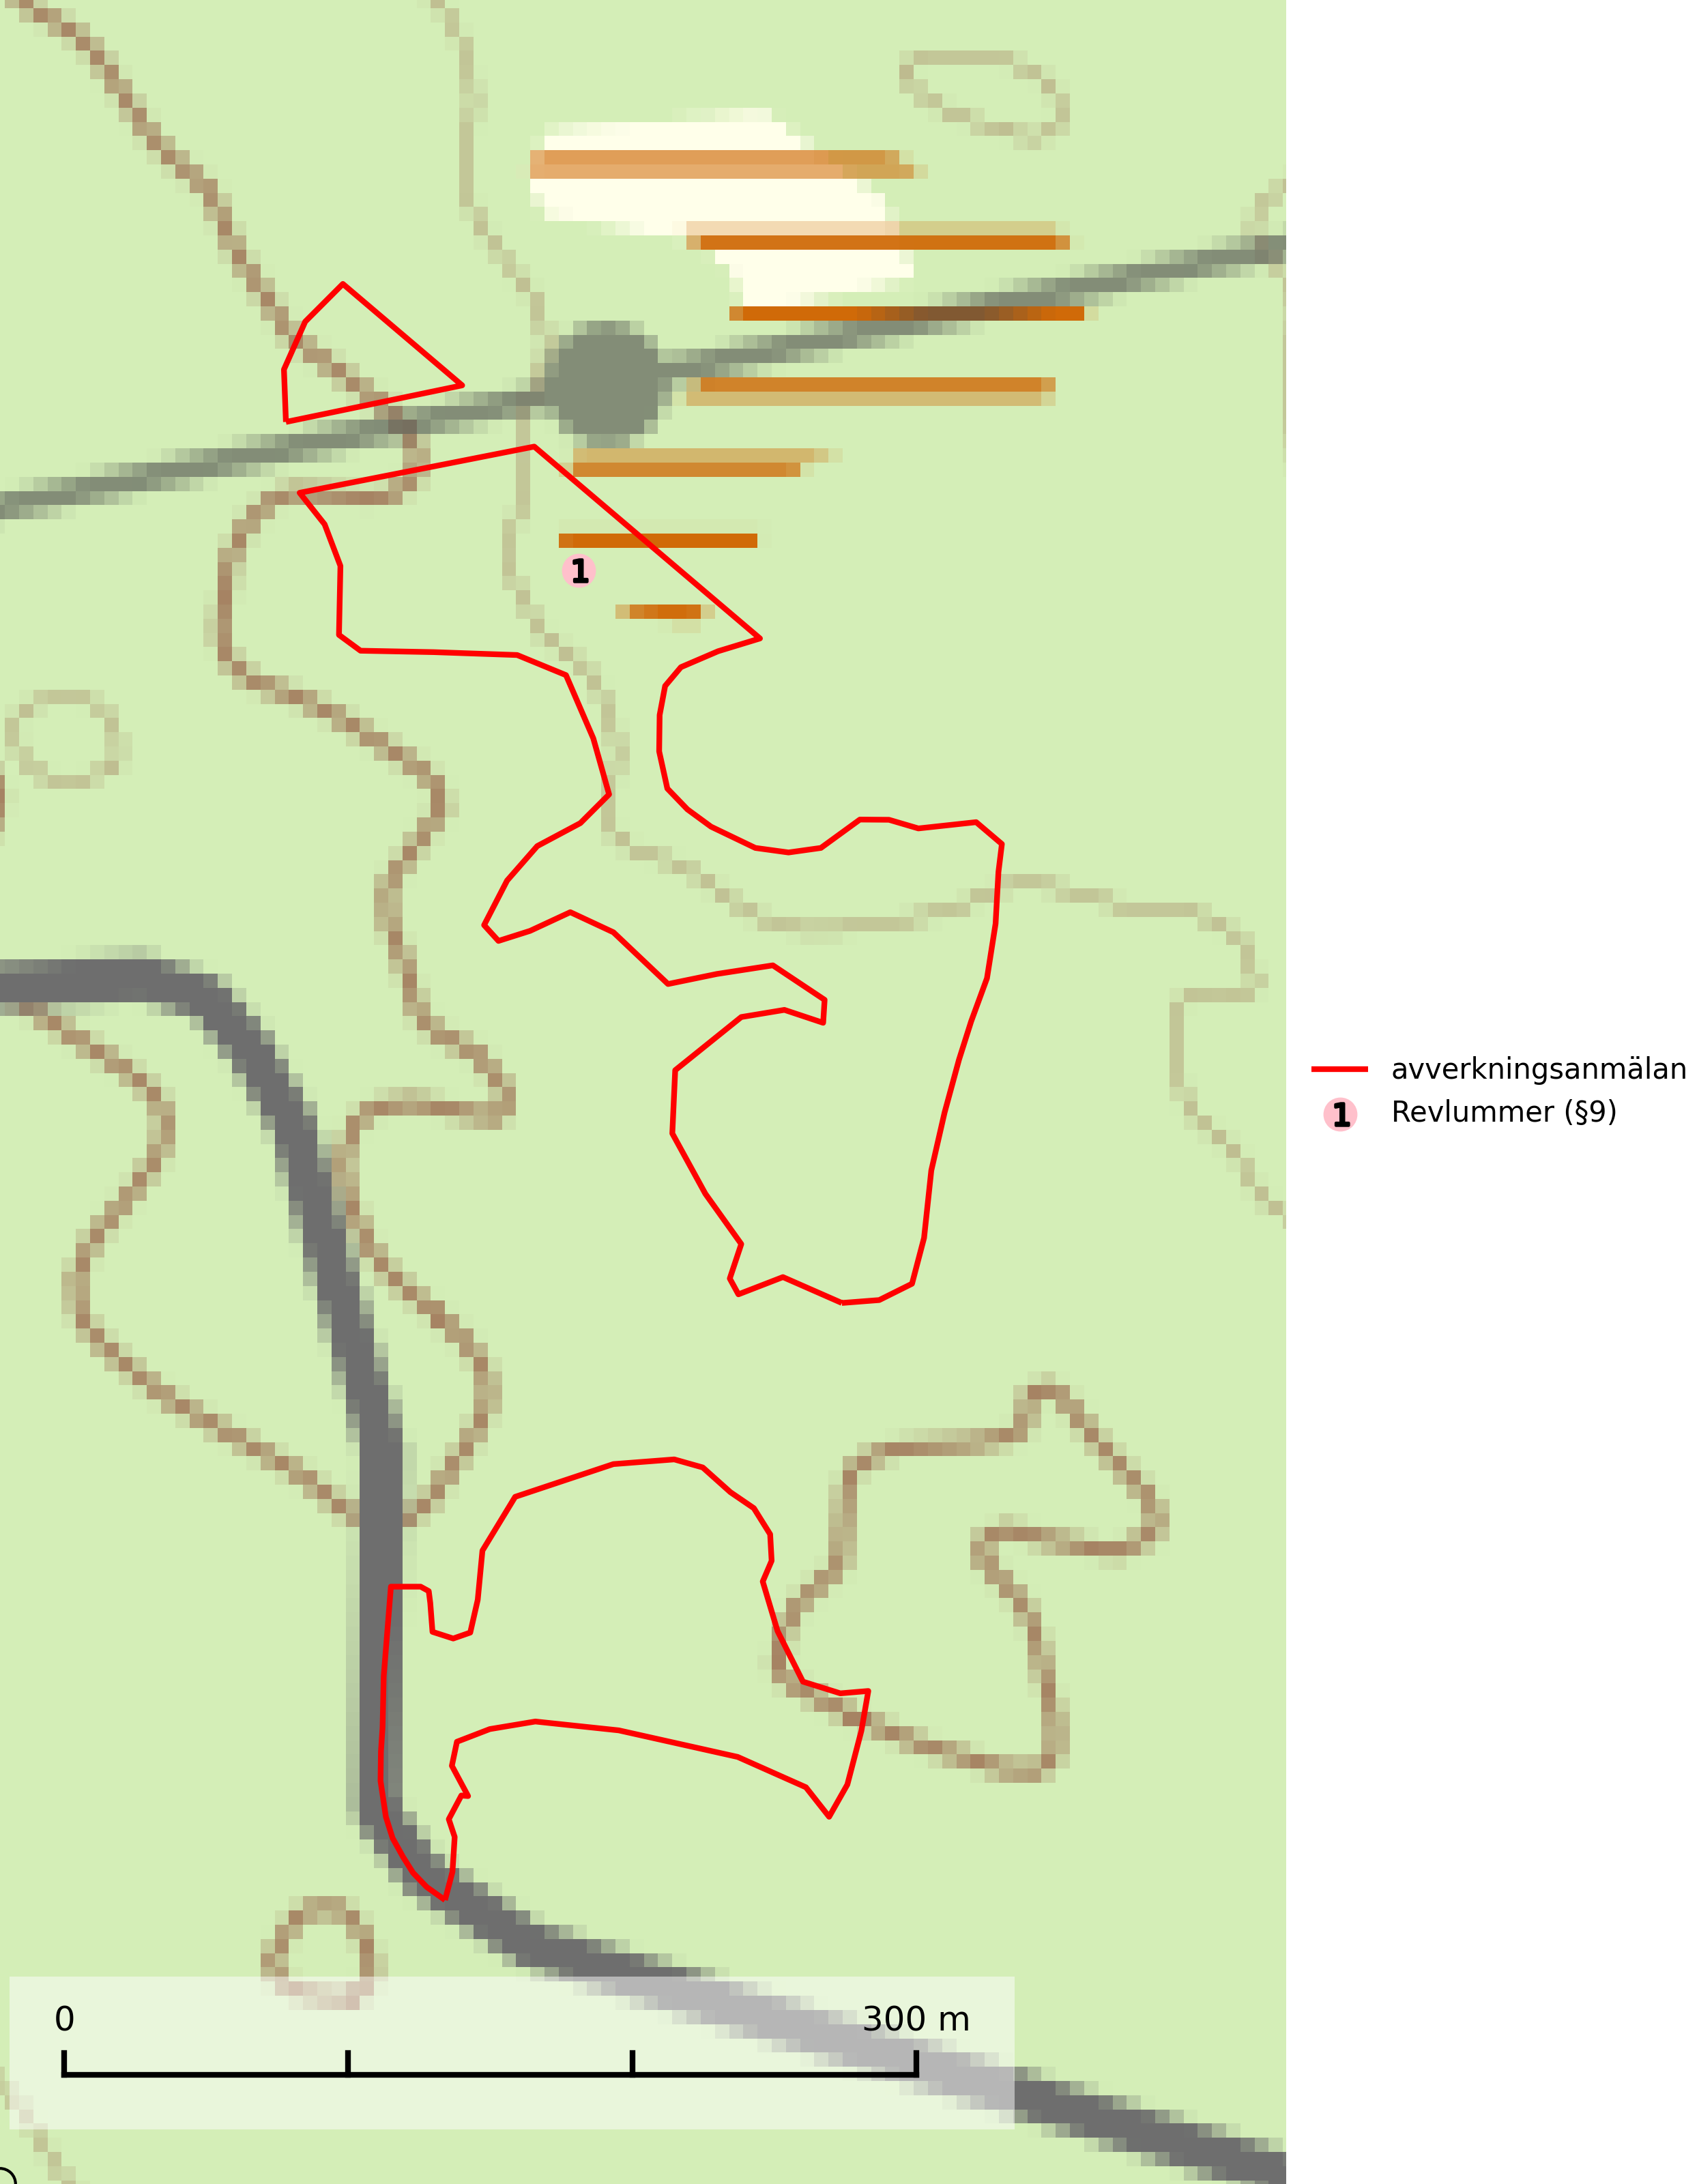 1
avverkningsanmälan
1 Revlummer (§9)
0 300 m